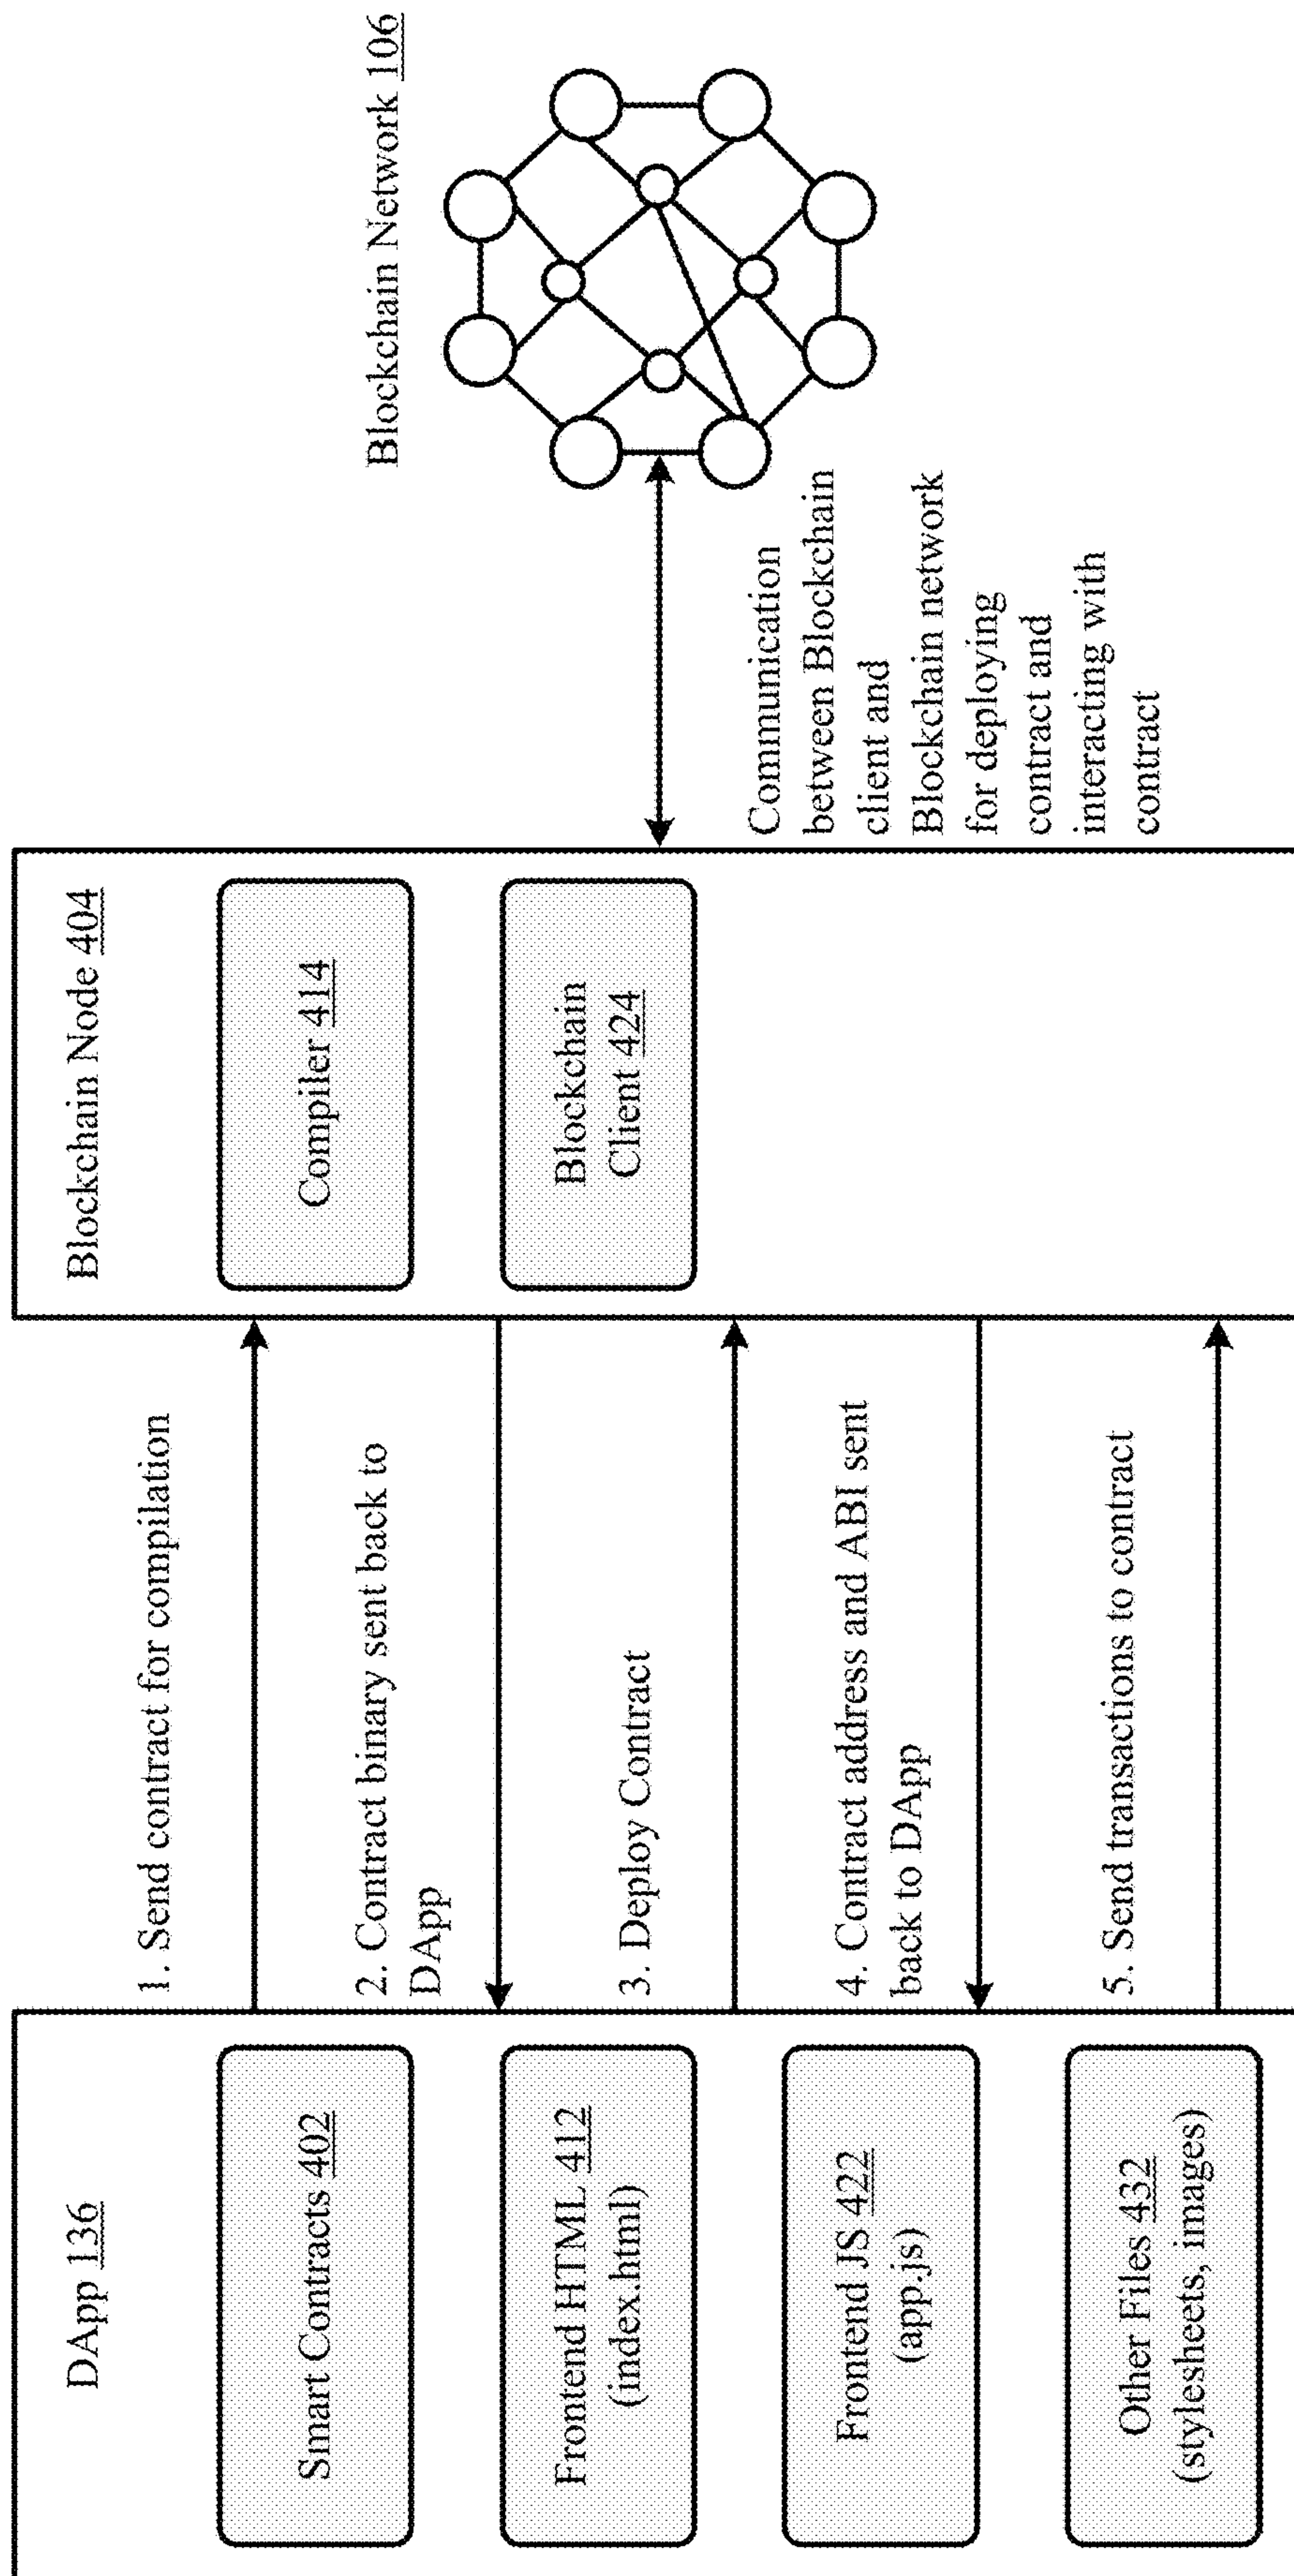 DApp 136
Smart Contracts 402
Frontend HTML 412
(index.html)
Frontend JS 422
(app.js)
Other Files 432
(stylesheets, images)
1. Send contract for compilation
2. Contract binary sent back to
DApp
3. Deploy Contract
4. Contract address and ABI sent
back to DApp
5. Send transactions to contract
Blockchain Node 404
Compiler 414
Blockchain
Client 424
Blockchain Network 106
Communication
between Blockchain
client and
Blockchain network
for deploying
contract and
interacting with
contract